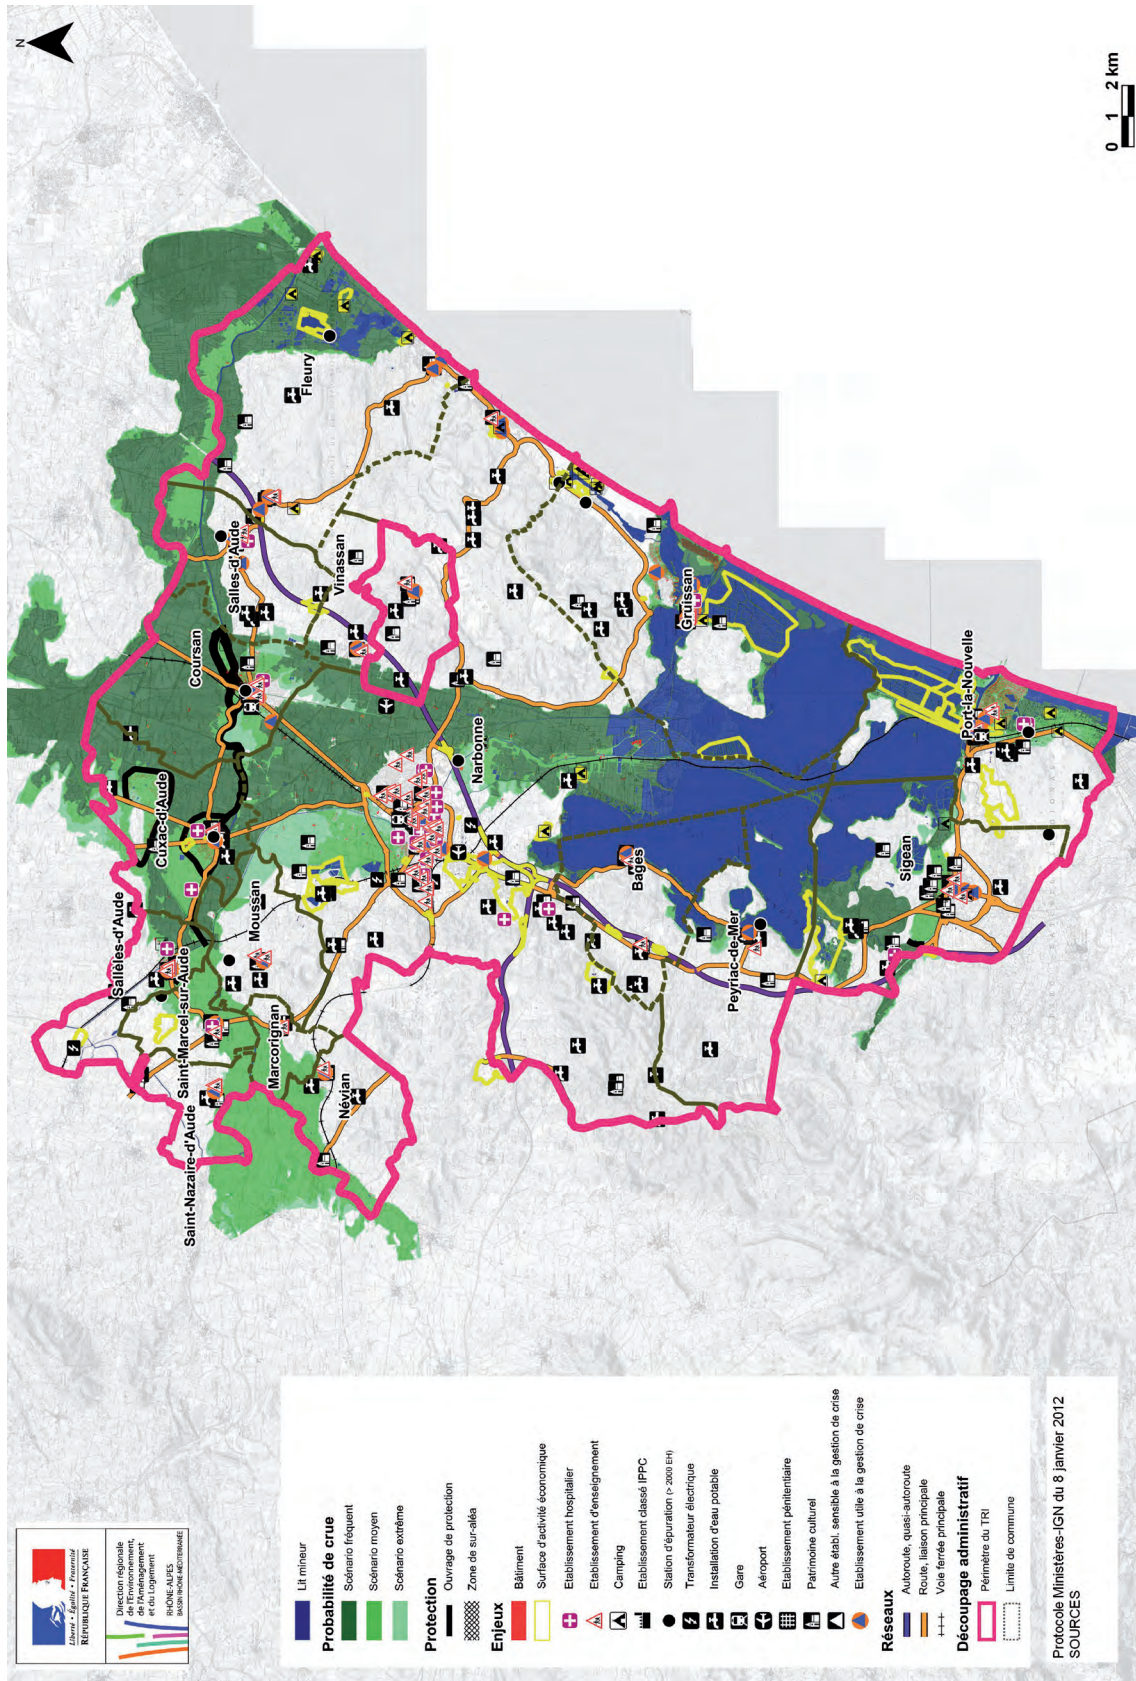 Liberté • Égalité • Fraternité
RÉPUBLIQUE FRANÇAISE
Direction régionale
de l'Environnement,
de l'Aménagement
et du Logement
RHÔNE-ALPES
BASSIN RHÔNE-MÉDITERRANÉE
Lit mineur
Probabilité de crue
Scénario fréquent
Scénario moyen
Scénario extrême
Protection
Ouvrage de protection
Zone de sur-aléa
Enjeux
Bâtiment
Surface d'activité économique
Etablissement hospitalier
Etablissement d'enseignement
Camping
Etablissement classé IPPC
Station d'épuration (> 2000 EH)
Transformateur électrique
Installation d'eau potable
Gare
Aéroport
Etablissement pénitentiaire
Patrimoine culturel
Autre établ. sensible à la gestion de crise
Etablissement utile à la gestion de crise
Réseaux
Autoroute, quasi-autoroute
Route, liaison principale
Voie ferrée principale
Découpage administratif
Périmètre du TRI
Limite de commune
Protocole Ministères-IGN du 8 janvier 2012
SOURCES
N
Saint-Nazaire-d'Aude
Saint-Marcel-sur-Aude
Sallèles-d'Aude
Cuxac-d'Aude
Coursan
Salles-d'Aude
Fleury
Marcorignan
Moussan
Névian
Vinassan
Narbonne
Gruissan
Bages
Peyriac-de-Mer
Sigean
Port-la-Nouvelle
0 1 2 km